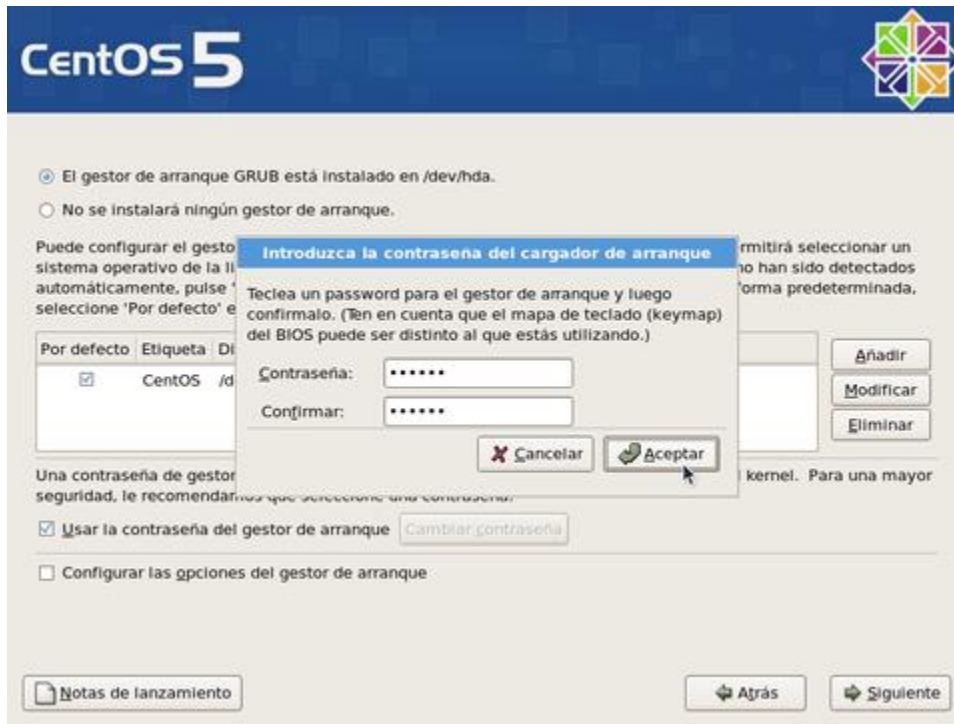 CentOS 5
El gestor de arranque GRUB está instalado en /dev/hda.
No se instalará ningún gestor de arranque.
Puede configurar el gesto
rmitirá seleccionar un
sistema operativo de la li
no han sido detectados
automáticamente, pulse '
forma predeterminada,
seleccione 'Por defecto' e
Introduzca la contraseña del cargador de arranque
Teclea un password para el gestor de arranque y luego
confirmalo. (Ten en cuenta que el mapa de teclado (keymap)
del BIOS puede ser distinto al que estás utilizando.)
Contraseña: ••••••
Confirmar: ••••••
Cancelar
Aceptar
Por defecto Etiqueta Di
CentOS /d
Añadir
Modificar
Eliminar
Una contraseña de gestor
l kernel. Para una mayor
seguridad, le recomendamos que seleccione una contraseña.
Usar la contraseña del gestor de arranque
Cambiar contraseña
Configurar las opciones del gestor de arranque
Notas de lanzamiento
Atrás
Siguiente